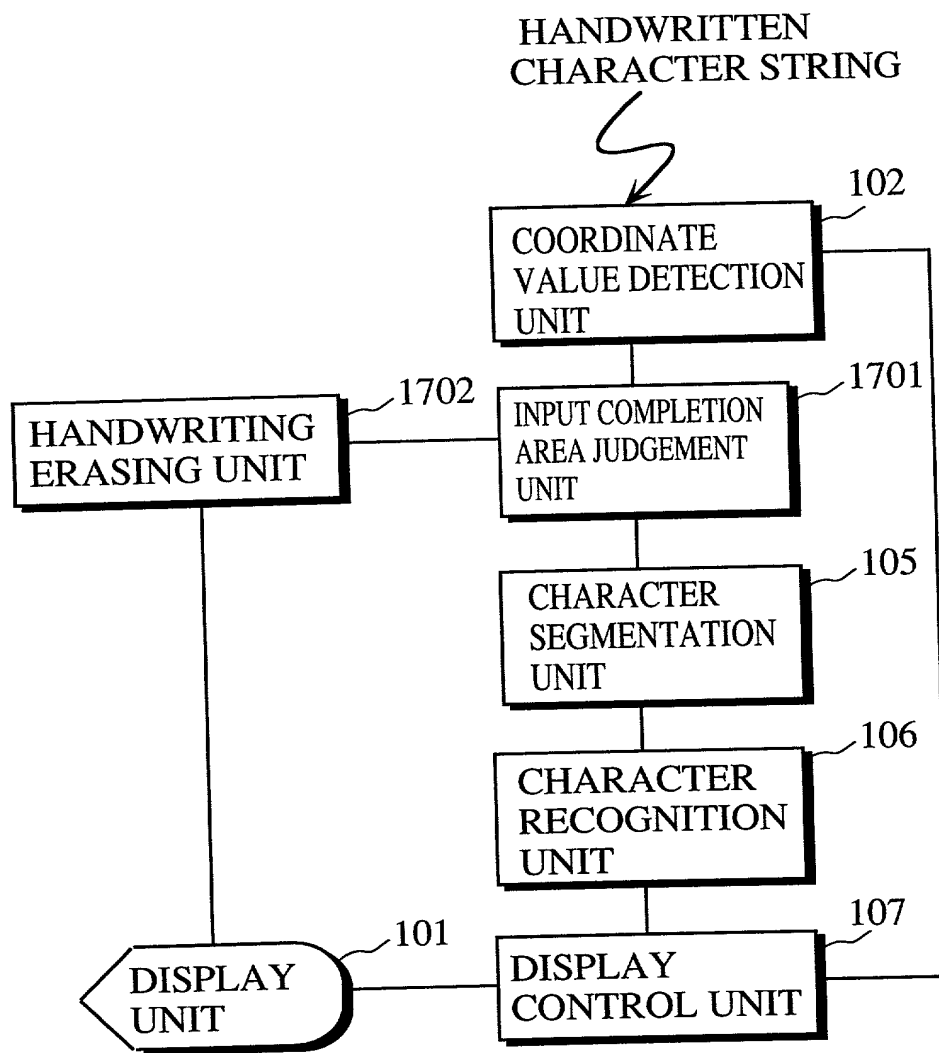 HANDWRITTEN
CHARACTER STRING
102
COORDINATE
VALUE DETECTION
UNIT
1702
HANDWRITING
ERASING UNIT
1701
INPUT COMPLETION
AREA JUDGEMENT
UNIT
105
CHARACTER
SEGMENTATION
UNIT
106
CHARACTER
RECOGNITION
UNIT
101
DISPLAY
UNIT
107
DISPLAY
CONTROL UNIT